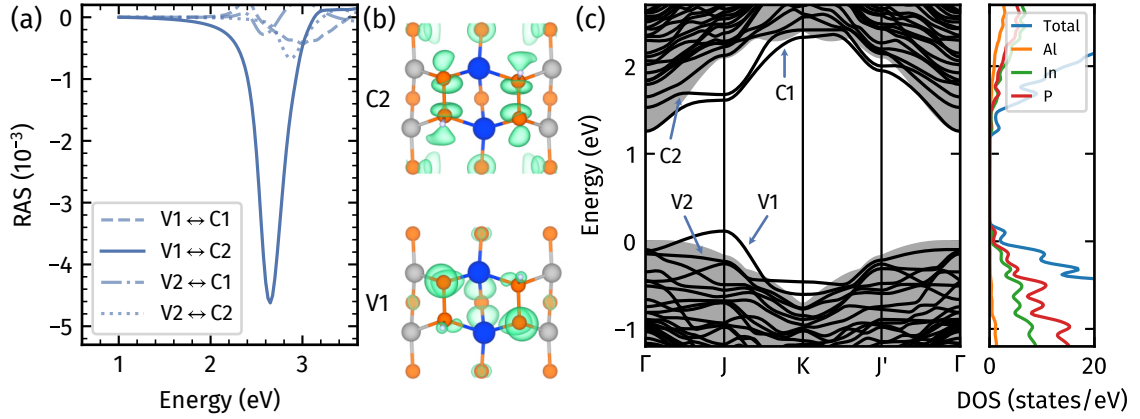 (a)
RAS (10⁻³)
0
−1
−2
−3
−4
−5
V1 ↔ C1
V1 ↔ C2
V2 ↔ C1
V2 ↔ C2
1
2
3
Energy (eV)
(b)
C2
V1
(c)
Energy (eV)
2
1
0
−1
C1
C2
V2
V1
Γ
J
K
J'
Γ
Total
Al
In
P
0
20
DOS (states/eV)